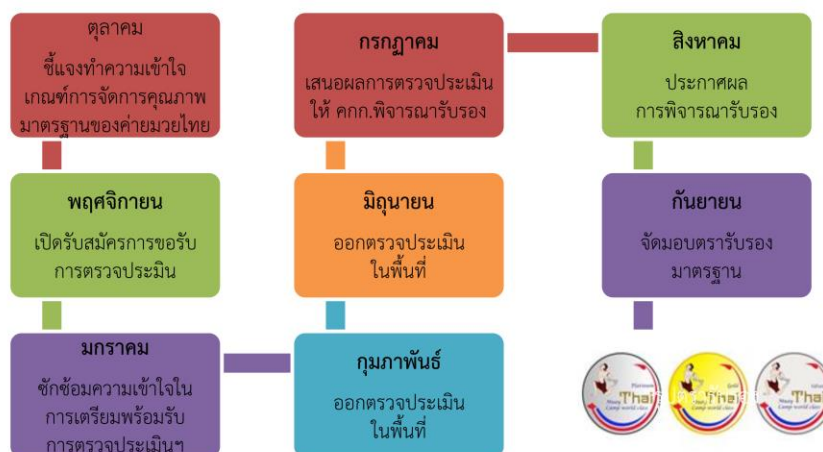 ตุลาคม
ชี้แจงทำความเข้าใจ
เกณฑ์การจัดการคุณภาพ
มาตรฐานของค่ายมวยไทย
พฤศจิกายน
เปิดรับสมัครการขอรับ
การตรวจประมิน
มกราคม
ซักซ้อมความเข้าใจใน
การเตรียมพร้อมรับ
การตรวจประเมินฯ
กุมภาพันธ์
ออกตรวจประเมิน
ในพื้นที่
มิถุนายน
ออกตรวจประเมิน
ในพื้นที่
กรกฏาคม
เสนอผลการตรวจประเมิน
ให้ คกก.พิจารณารับรอง
สิงหาคม
ประกาศผล
การพิจารณารับรอง
กันยายน
จัดมอบตรารับรอง
มาตรฐาน
Platinum
Muay Thai
Camp world class
Gold
Muay Thai
Camp world class
Muay Thai
Camp world class